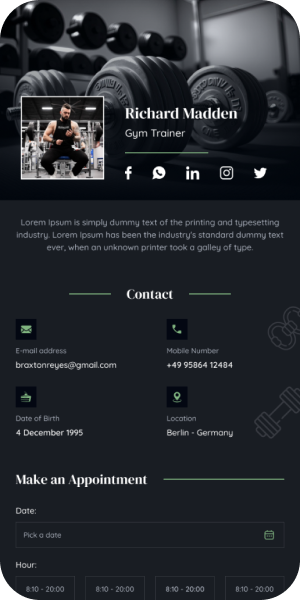 Richard Madden
Gym Trainer
Lorem Ipsum is simply dummy text of the printing and typesetting
industry. Lorem Ipsum has been the industry's standard dummy text
ever, when an unknown printer took a galley of type.
Contact
E-mail address
braxtonreyes@gmail.com
Mobile Number
+49 95864 12484
Date of Birth
4 December 1995
Location
Berlin - Germany
Make an Appointment
Date:
Pick a date
Hour:
8:10 - 20:00 8:10 - 20:00 8:10 - 20:00 8:10 - 20:00